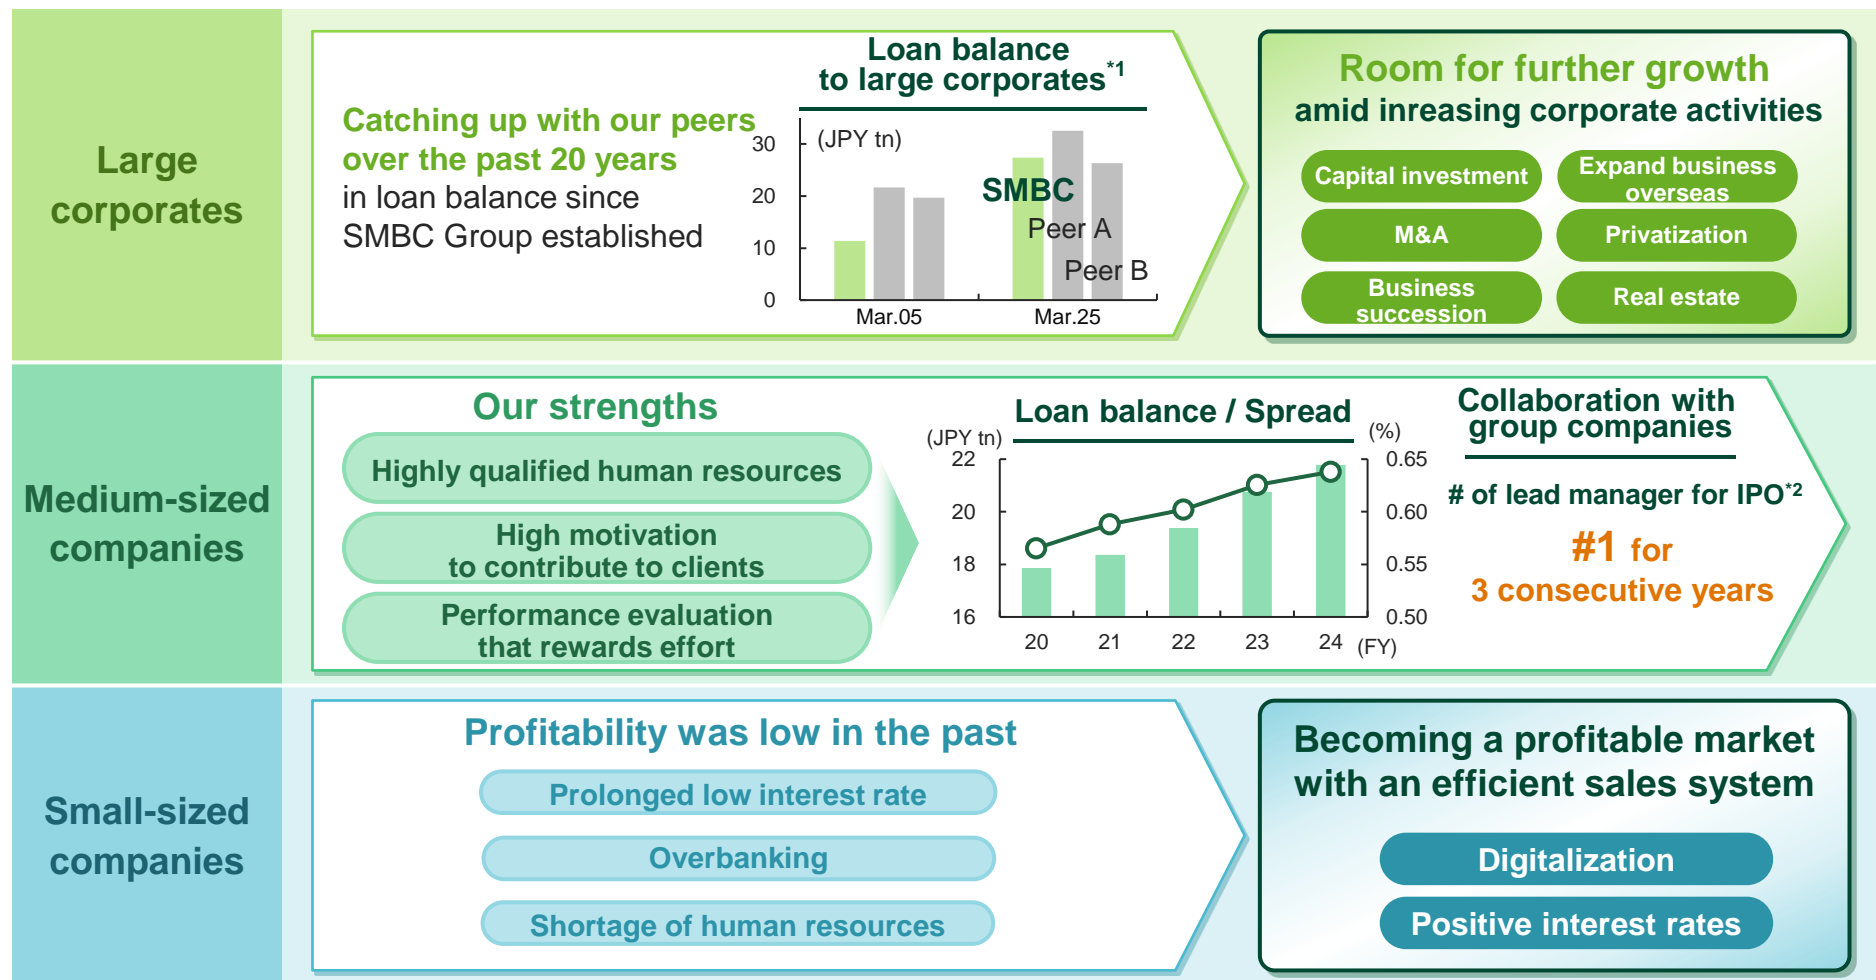 Large
corporates
Catching up with our peers
over the past 20 years
in loan balance since
SMBC Group established
Loan balance
to large corporates*1
(JPY tn)
30
20
10
0
SMBC
Peer A
Peer B
Mar.05
Mar.25
Room for further growth
amid inreasing corporate activities
Capital investment
Expand business
overseas
M&A
Privatization
Business
succession
Real estate
Medium-sized
companies
Our strengths
Highly qualified human resources
High motivation
to contribute to clients
Performance evaluation
that rewards effort
Loan balance / Spread
(JPY tn)
(%)
22
20
18
16
0.65
0.60
0.55
0.50
20
21
22
23
24
(FY)
Collaboration with
group companies
# of lead manager for IPO*2
#1 for
3 consecutive years
Small-sized
companies
Profitability was low in the past
Prolonged low interest rate
Overbanking
Shortage of human resources
Becoming a profitable market
with an efficient sales system
Digitalization
Positive interest rates